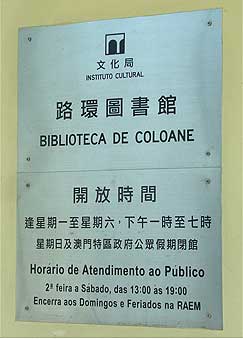 文化局
INSTITUTO CULTURAL
路環圖書館
BIBLIOTECA DE COLOANE
開放時間
逢星期一至星期六，下午一時至七時
星期日及澳門特區政府公眾假期閉館
Horário de Atendimento ao Público
2ª feira a Sábado, das 13:00 às 19:00
Encerra aos Domingos e Feriados na RAEM